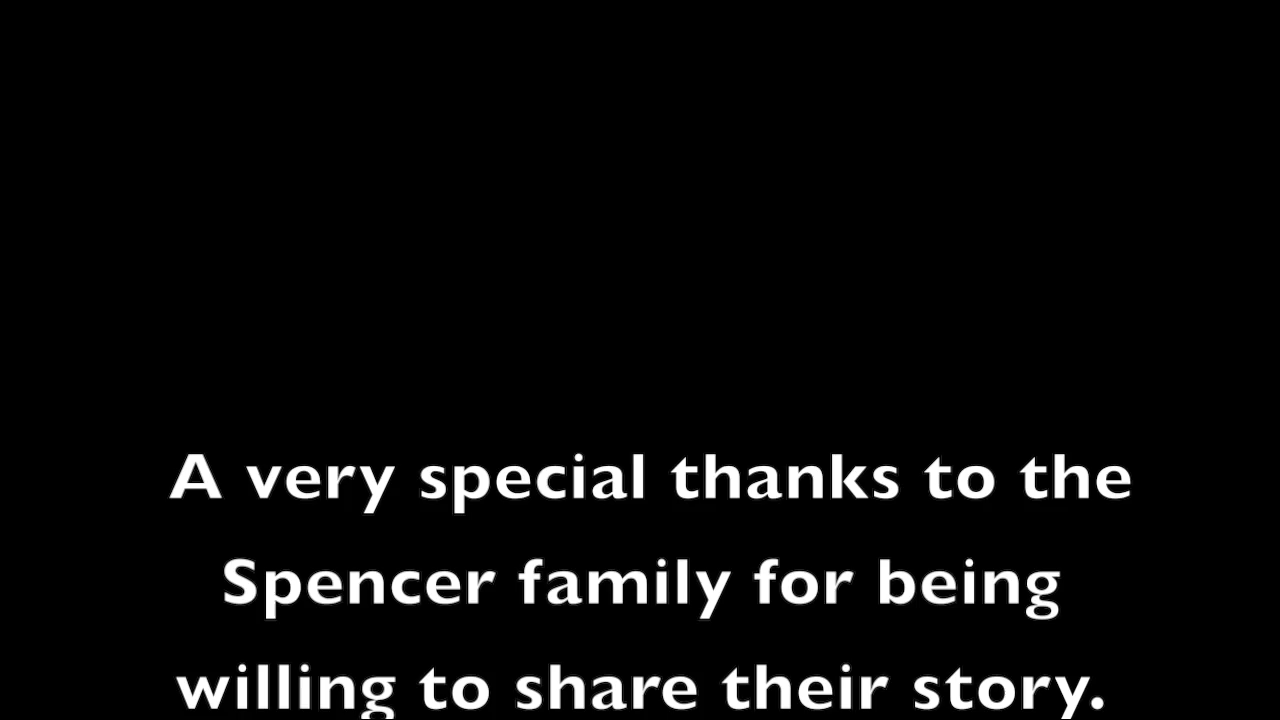 A very special thanks to the
Spencer family for being
willing to share their story.